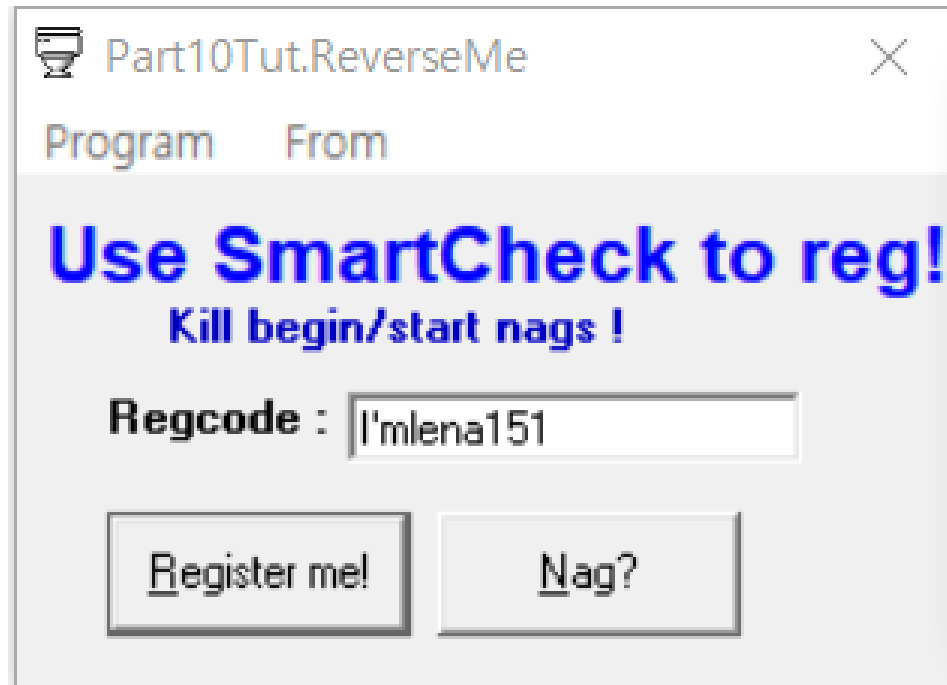 Part10Tut.ReverseMe
Program From
Use SmartCheck to reg!
Kill begin/start nags !
Regcode : I'mlena151
Register me! Nag?